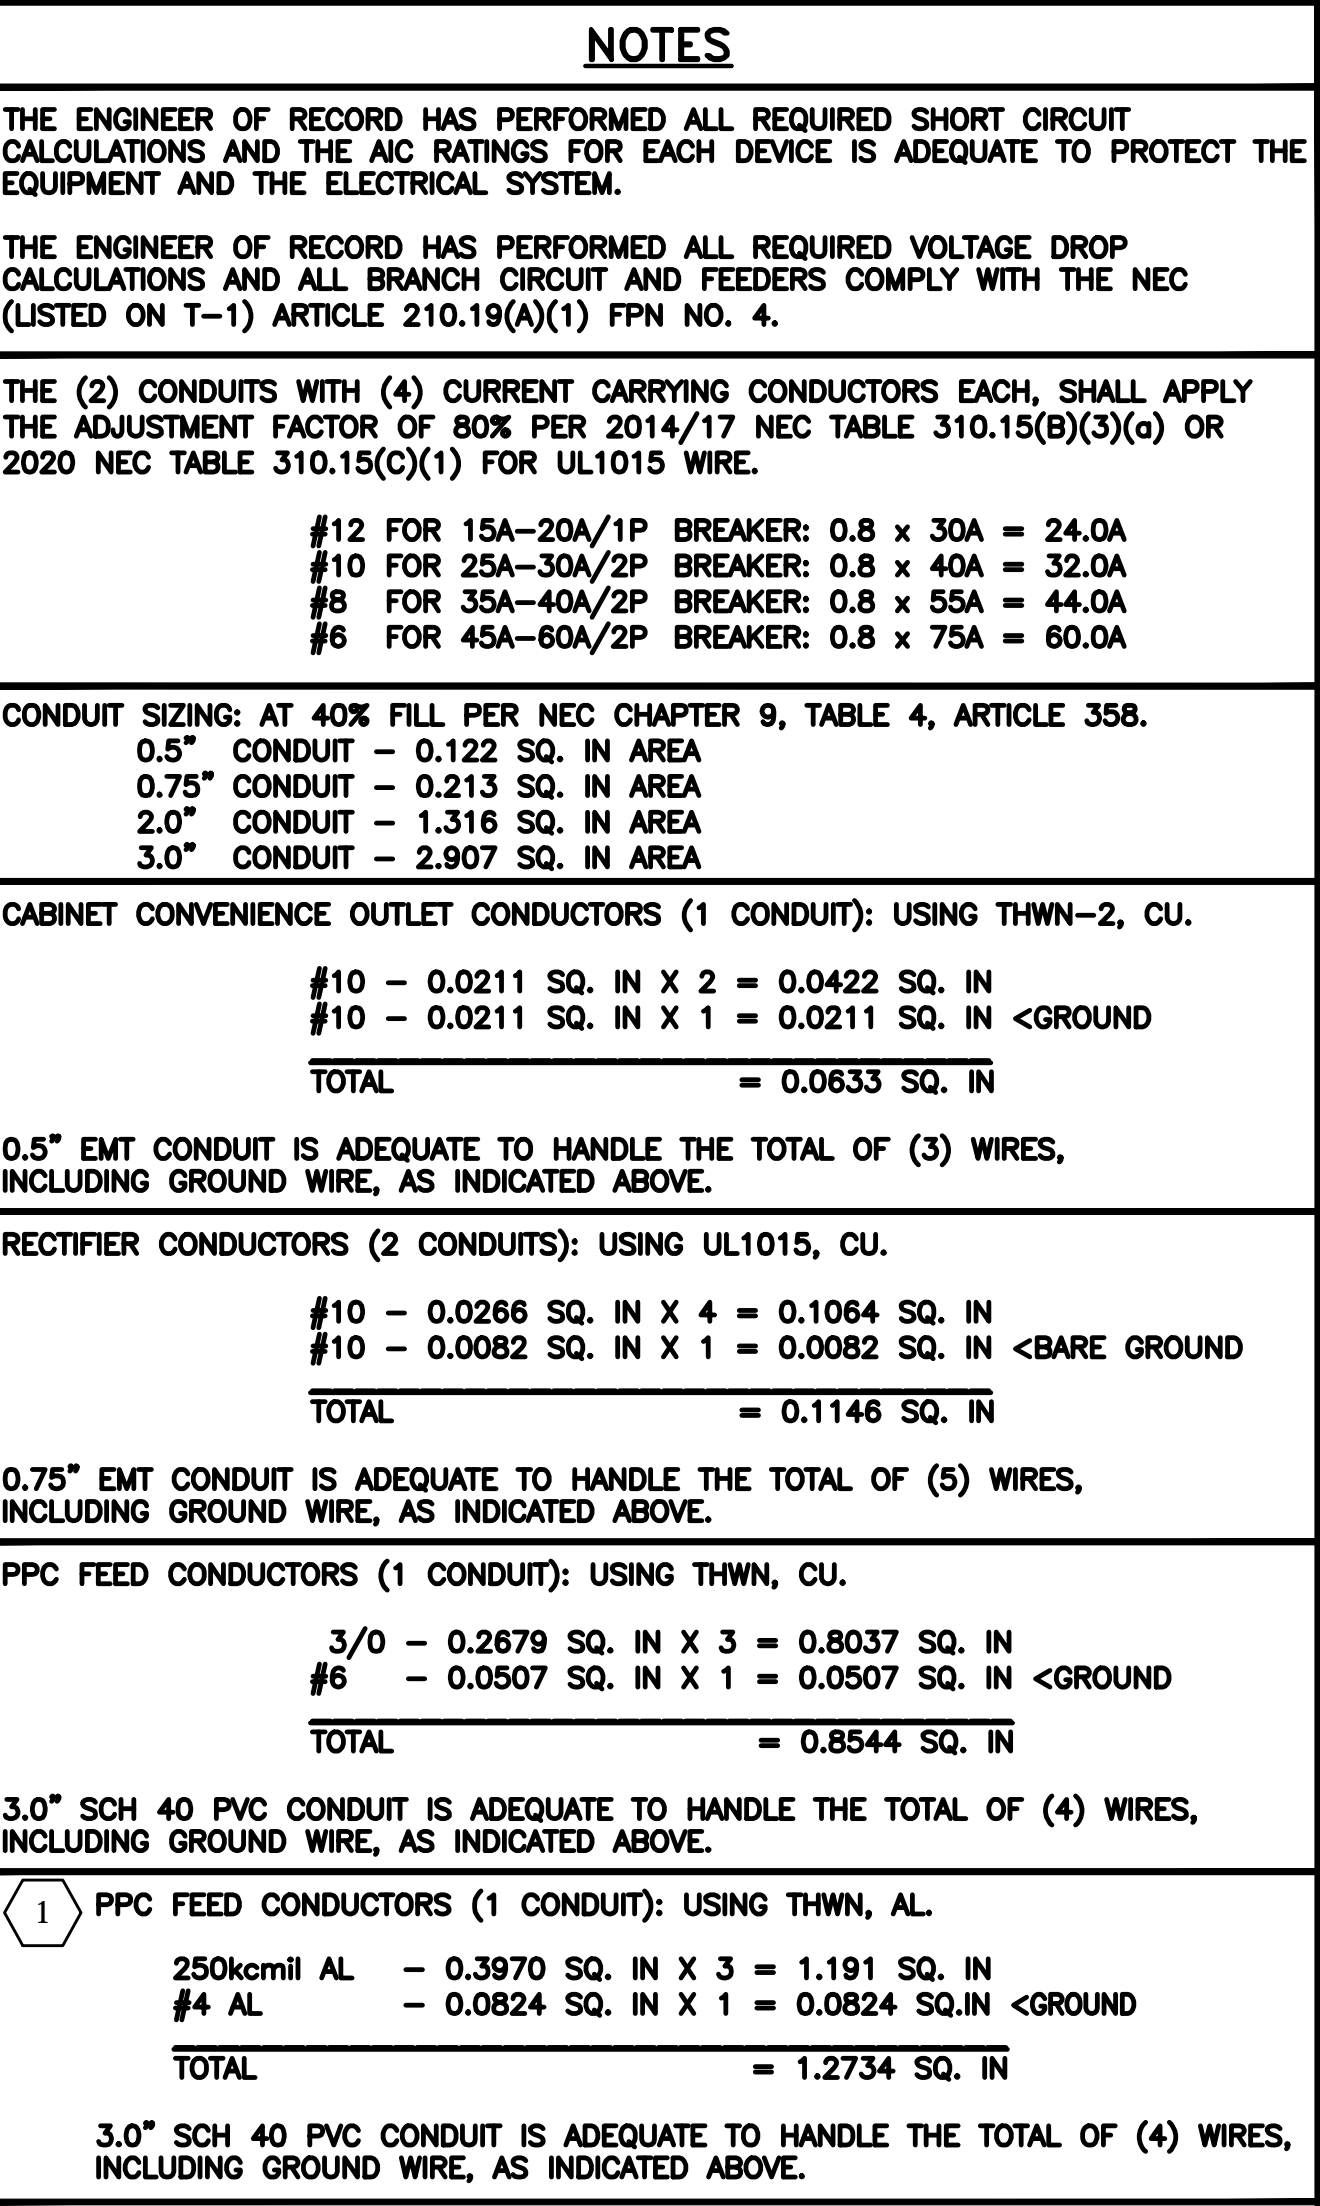 NOTES
THE ENGINEER OF RECORD HAS PERFORMED ALL REQUIRED SHORT CIRCUIT
CALCULATIONS AND THE AIC RATINGS FOR EACH DEVICE IS ADEQUATE TO PROTECT THE
EQUIPMENT AND THE ELECTRICAL SYSTEM.
THE ENGINEER OF RECORD HAS PERFORMED ALL REQUIRED VOLTAGE DROP
CALCULATIONS AND ALL BRANCH CIRCUIT AND FEEDERS COMPLY WITH THE NEC
(LISTED ON T-1) ARTICLE 210.19(A)(1) FPN NO. 4.
THE (2) CONDUITS WITH (4) CURRENT CARRYING CONDUCTORS EACH, SHALL APPLY
THE ADJUSTMENT FACTOR OF 80% PER 2014/17 NEC TABLE 310.15(B)(3)(a) OR
2020 NEC TABLE 310.15(C)(1) FOR UL1015 WIRE.
#12 FOR 15A-20A/1P BREAKER: 0.8 x 30A = 24.0A
#10 FOR 25A-30A/2P BREAKER: 0.8 x 40A = 32.0A
#8 FOR 35A-40A/2P BREAKER: 0.8 x 55A = 44.0A
#6 FOR 45A-60A/2P BREAKER: 0.8 x 75A = 60.0A
CONDUIT SIZING: AT 40% FILL PER NEC CHAPTER 9, TABLE 4, ARTICLE 358.
0.5" CONDUIT - 0.122 SQ. IN AREA
0.75" CONDUIT - 0.213 SQ. IN AREA
2.0" CONDUIT - 1.316 SQ. IN AREA
3.0" CONDUIT - 2.907 SQ. IN AREA
CABINET CONVENIENCE OUTLET CONDUCTORS (1 CONDUIT): USING THWN-2, CU.
#10 - 0.0211 SQ. IN X 2 = 0.0422 SQ. IN
#10 - 0.0211 SQ. IN X 1 = 0.0211 SQ. IN <GROUND
TOTAL = 0.0633 SQ. IN
0.5" EMT CONDUIT IS ADEQUATE TO HANDLE THE TOTAL OF (3) WIRES,
INCLUDING GROUND WIRE, AS INDICATED ABOVE.
RECTIFIER CONDUCTORS (2 CONDUITS): USING UL1015, CU.
#10 - 0.0266 SQ. IN X 4 = 0.1064 SQ. IN
#10 - 0.0082 SQ. IN X 1 = 0.0082 SQ. IN <BARE GROUND
TOTAL = 0.1146 SQ. IN
0.75" EMT CONDUIT IS ADEQUATE TO HANDLE THE TOTAL OF (5) WIRES,
INCLUDING GROUND WIRE, AS INDICATED ABOVE.
PPC FEED CONDUCTORS (1 CONDUIT): USING THWN, CU.
3/0 - 0.2679 SQ. IN X 3 = 0.8037 SQ. IN
#6 - 0.0507 SQ. IN X 1 = 0.0507 SQ. IN <GROUND
TOTAL = 0.8544 SQ. IN
3.0" SCH 40 PVC CONDUIT IS ADEQUATE TO HANDLE THE TOTAL OF (4) WIRES,
INCLUDING GROUND WIRE, AS INDICATED ABOVE.
1 PPC FEED CONDUCTORS (1 CONDUIT): USING THWN, AL.
250kcmil AL - 0.3970 SQ. IN X 3 = 1.191 SQ. IN
#4 AL - 0.0824 SQ. IN X 1 = 0.0824 SQ.IN <GROUND
TOTAL = 1.2734 SQ. IN
3.0" SCH 40 PVC CONDUIT IS ADEQUATE TO HANDLE THE TOTAL OF (4) WIRES,
INCLUDING GROUND WIRE, AS INDICATED ABOVE.